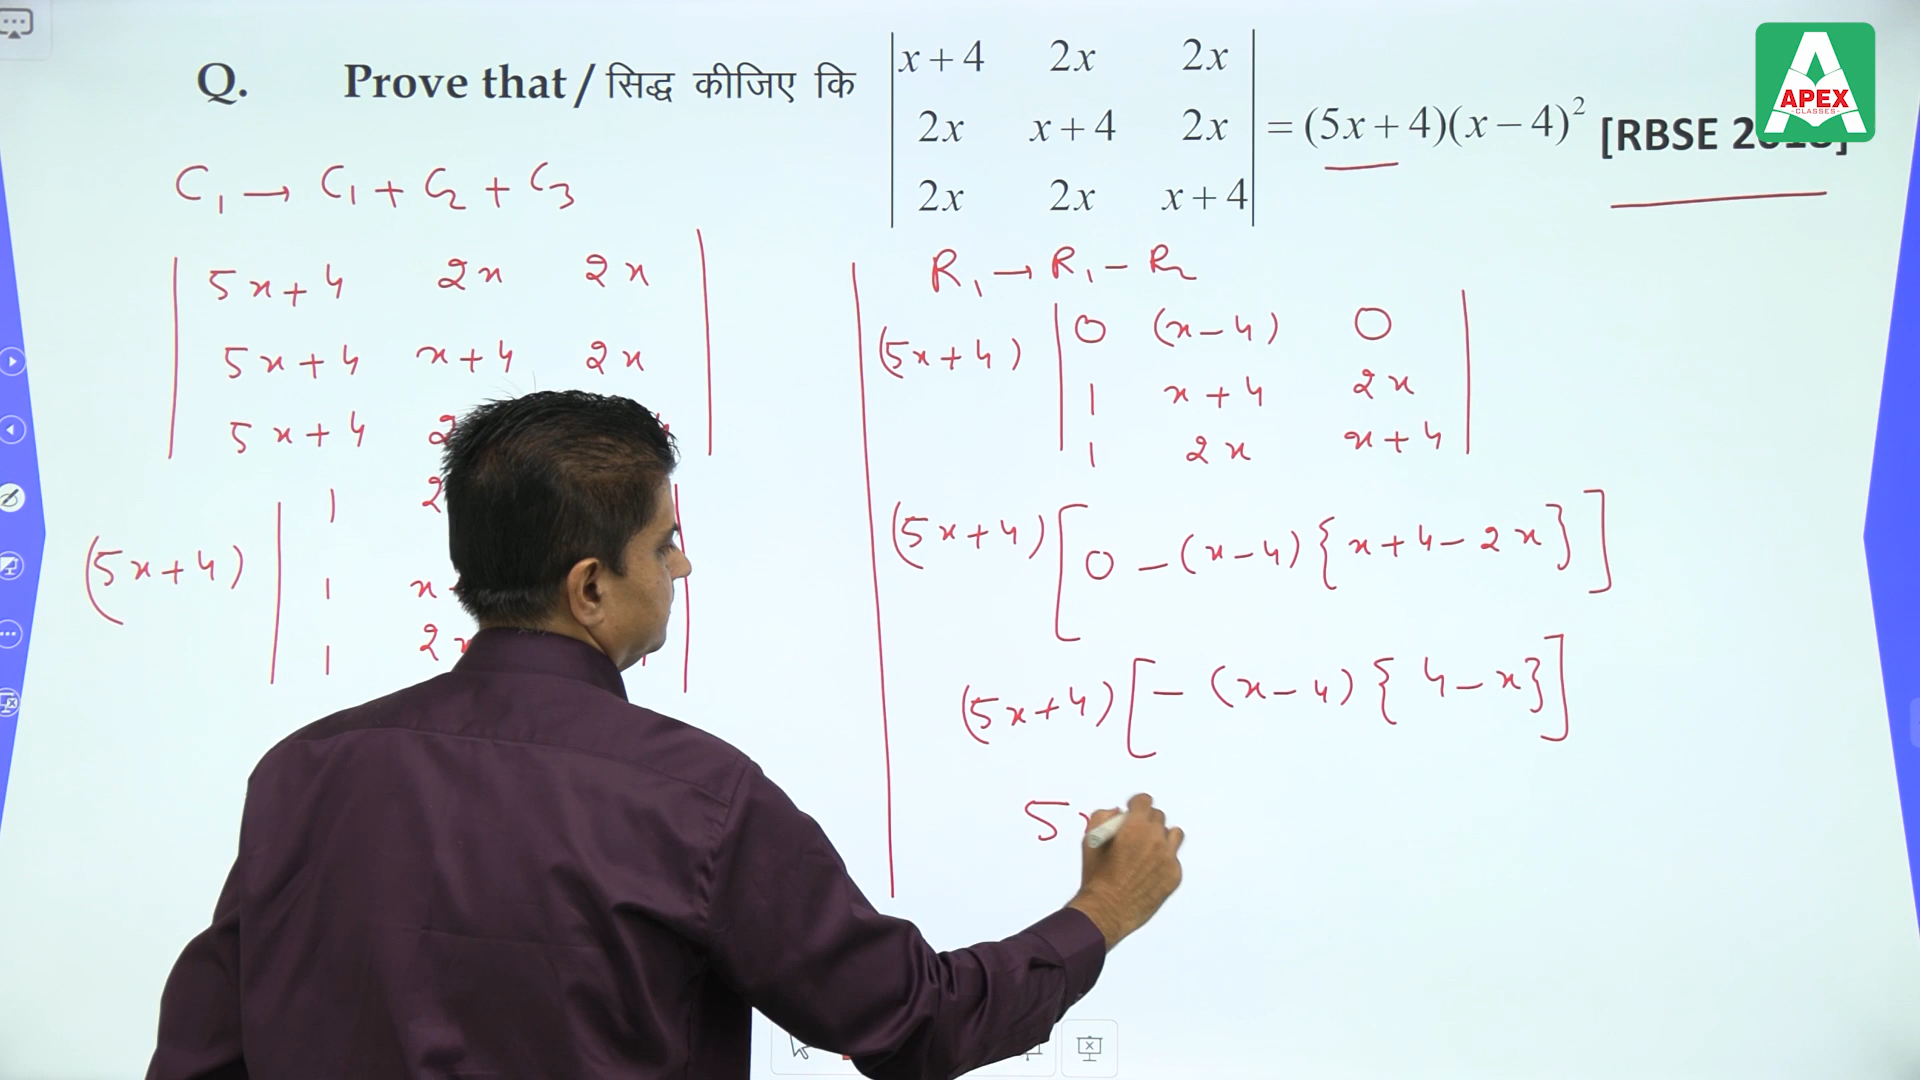 Q. Prove that / सिद्ध कीजिए कि
x + 4 2x 2x
2x x + 4 2x
2x 2x x + 4
= (5x + 4)(x − 4)²
[RBSE
APEX
CLASSES
C₁ → C₁ + C₂ + C₃
5x + 4 2x 2x
5x + 4 x + 4 2x
5x + 4
(5x + 4)
1
1
1 2x
R₁ → R₁ − R₂
(5x + 4)
0 (x − 4) 0
1 x + 4 2x
1 2x x + 4
(5x + 4) [0 − (x − 4) {x + 4 − 2x}]
(5x + 4) [− (x − 4) {4 − x}]
5x